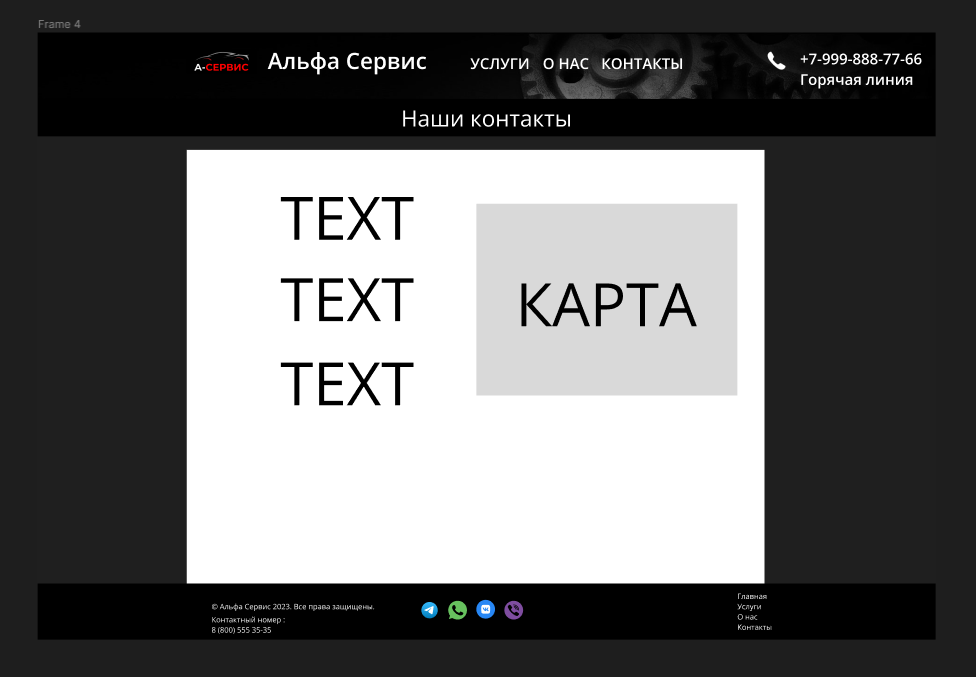 Frame 4
А-СЕРВИС
Альфа Сервис
УСЛУГИ О НАС КОНТАКТЫ
+7-999-888-77-66
Горячая линия
Наши контакты
TEXT
TEXT
TEXT
КАРТА
© Альфа Сервис 2023. Все права защищены.
Контактный номер :
8 (800) 555 35-35
Главная
Услуги
О нас
Контакты